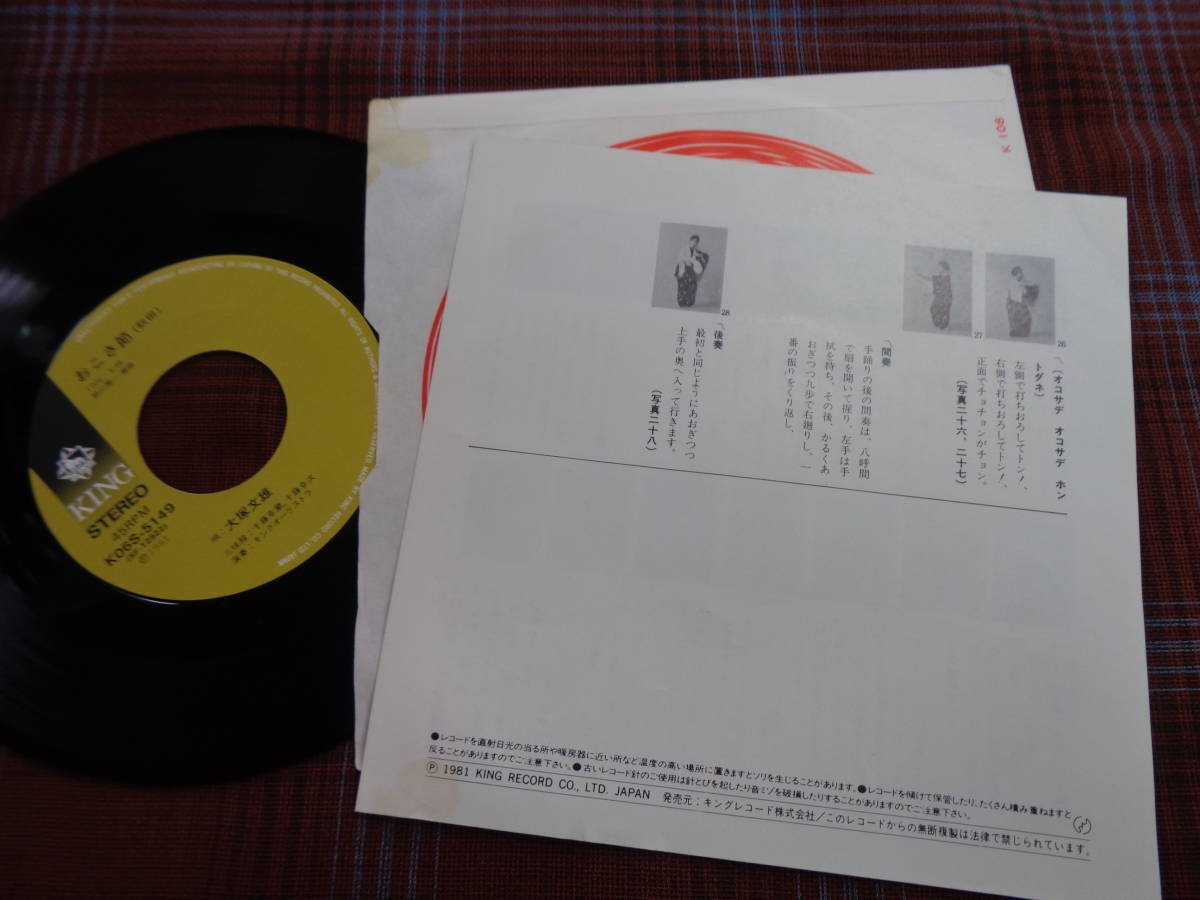 おこさ節(秋田)
KING
STEREO
45RPM
K06S-5149
Ⓟ1981
唄:大塚文雄
演奏:キングオーケストラ
K 108
26
〽(オコサデ オコサデ ホン
トダネ)
左側で打ちおろしてトン!、
右側で打ちおろしてトン!、
正面でチョチョンがチョン。
(写真二十六、二十七)
27
〽間奏
手踊りの後の間奏は、八呼間
で扇を開いて握り、左手は手
拭を持ち、その後、かるくあ
おぎつつ九歩で右廻りし、一
番の振りをくり返し、
28
〽後奏
最初と同じようにあおぎつつ
上手の奥へ入って行きます。
(写真二十八)
●レコードを直射日光の当る所や暖房器に近い所など温度の高い場所に置きますとソリを生じることがあります。●レコードを傾けて保管したり、たくさん積み重ねますと
反ることがありますのでご注意下さい。●古いレコード針のご使用は針とびを起したり音ミゾを破損したりすることがありますのでご注意下さい。
Ⓟ 1981 KING RECORD CO., LTD. JAPAN 発売元:キングレコード株式会社/このレコードからの無断複製は法律で禁じられています。